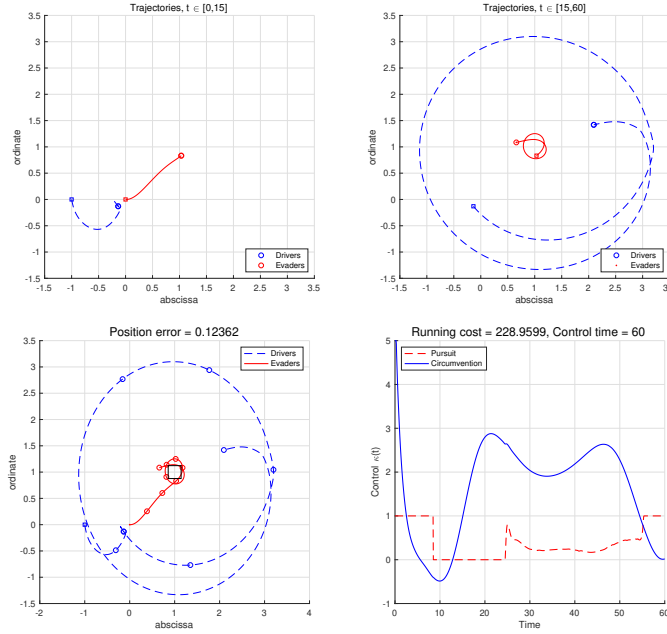 Trajectories, t ∈ [0,15]
3.5
3
2.5
2
1.5
1
0.5
0
-0.5
-1
-1.5
ordinate
-1.5 -1 -0.5 0 0.5 1 1.5 2 2.5 3 3.5
abscissa
Drivers
Evaders
Trajectories, t ∈ [15,60]
3.5
3
2.5
2
1.5
1
0.5
0
-0.5
-1
-1.5
ordinate
-1.5 -1 -0.5 0 0.5 1 1.5 2 2.5 3 3.5
abscissa
Drivers
Evaders
Position error = 0.12362
3.5
3
2.5
2
1.5
1
0.5
0
-0.5
-1
-1.5
ordinate
-2 -1 0 1 2 3 4
abscissa
Drivers
Evaders
Running cost = 228.9599, Control time = 60
5
4
3
2
1
0
-1
Control κ(t)
0 10 20 30 40 50 60
Time
Pursuit
Circumvention